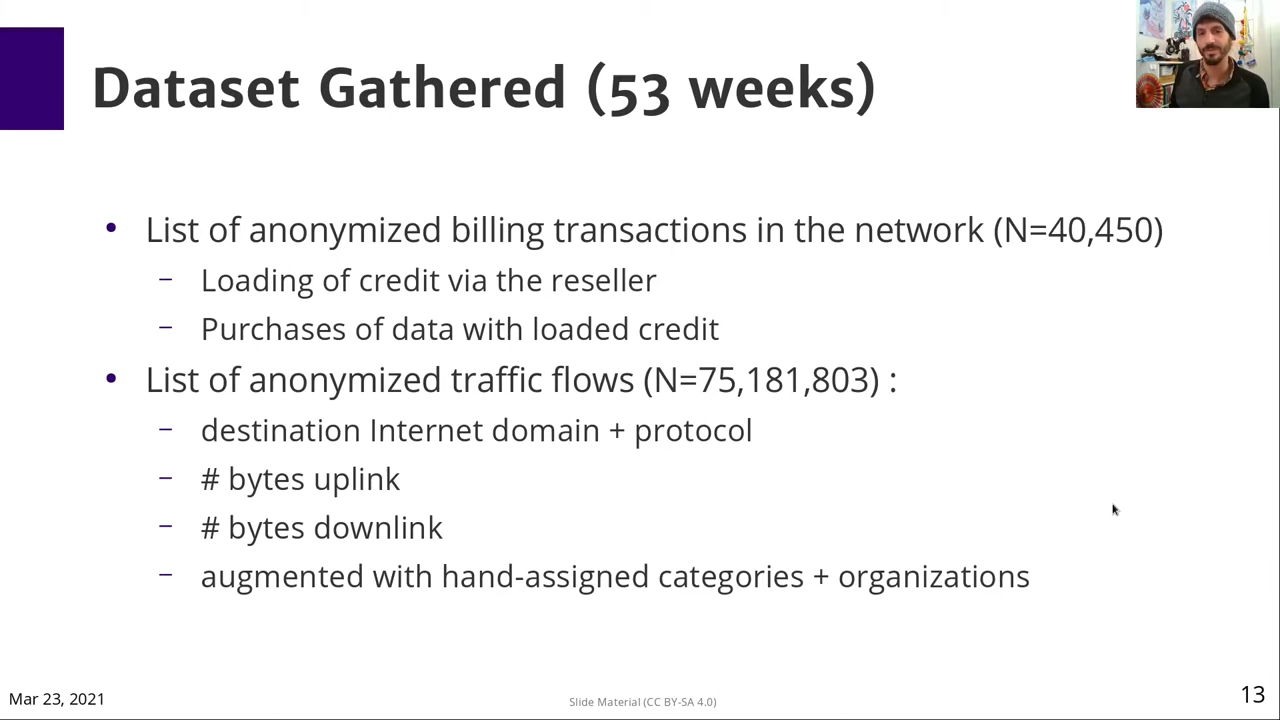 Dataset Gathered (53 weeks)
• List of anonymized billing transactions in the network (N=40,450)
– Loading of credit via the reseller
– Purchases of data with loaded credit
• List of anonymized traffic flows (N=75,181,803) :
– destination Internet domain + protocol
– # bytes uplink
– # bytes downlink
– augmented with hand-assigned categories + organizations
Mar 23, 2021
Slide Material (CC BY-SA 4.0)
13